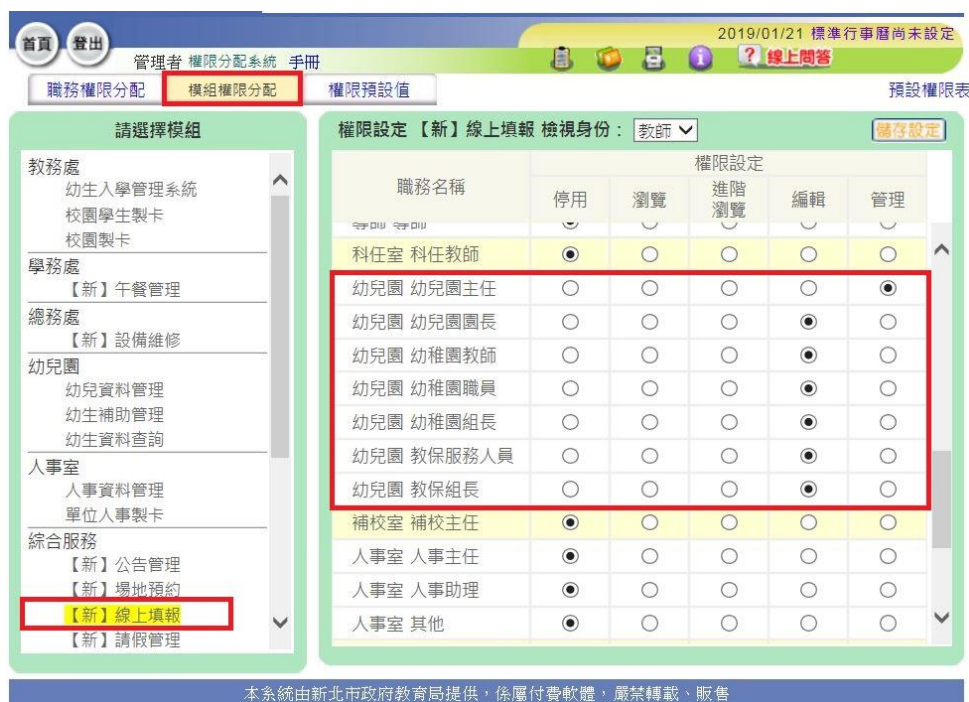 首頁 登出
2019/01/21 標準行事曆尚未設定
管理者 權限分配系統 手冊
? 線上問答
職務權限分配 模組權限分配 權限預設值 預設權限表
請選擇模組
教務處
幼生入學管理系統
校園學生製卡
校園製卡
學務處
【新】午餐管理
總務處
【新】設備維修
幼兒園
幼兒資料管理
幼生補助管理
幼生資料查詢
人事室
人事資料管理
單位人事製卡
綜合服務
【新】公告管理
【新】場地預約
【新】線上填報
【新】請假管理
權限設定 【新】線上填報 檢視身份： 教師 儲存設定
職務名稱 權限設定
停用 瀏覽 進階瀏覽 編輯 管理
導師 導師
科任室 科任教師
幼兒園 幼兒園主任
幼兒園 幼兒園園長
幼兒園 幼稚園教師
幼兒園 幼稚園職員
幼兒園 幼稚園組長
幼兒園 教保服務人員
幼兒園 教保組長
補校室 補校主任
人事室 人事主任
人事室 人事助理
人事室 其他
本系統由新北市政府教育局提供，係屬付費軟體，嚴禁轉載、販售